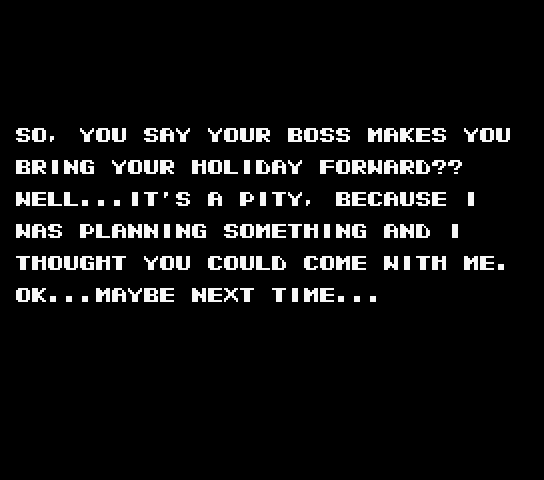 SO, YOU SAY YOUR BOSS MAKES YOU
BRING YOUR HOLIDAY FORWARD??
WELL...IT'S A PITY, BECAUSE I
WAS PLANNING SOMETHING AND I
THOUGHT YOU COULD COME WITH ME.
OK...MAYBE NEXT TIME...